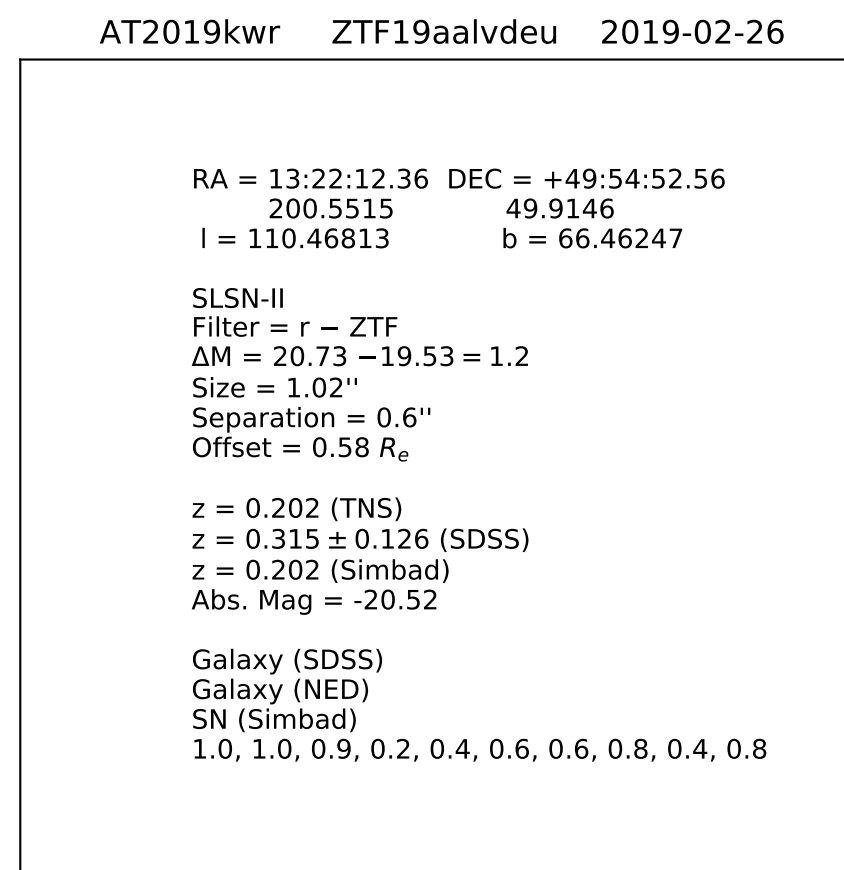 AT2019kwr ZTF19aalvdeu 2019-02-26
RA = 13:22:12.36 DEC = +49:54:52.56
200.5515 49.9146
l = 110.46813 b = 66.46247
SLSN-II
Filter = r − ZTF
ΔM = 20.73 −19.53 = 1.2
Size = 1.02''
Separation = 0.6''
Offset = 0.58 Rₑ
z = 0.202 (TNS)
z = 0.315 ± 0.126 (SDSS)
z = 0.202 (Simbad)
Abs. Mag = -20.52
Galaxy (SDSS)
Galaxy (NED)
SN (Simbad)
1.0, 1.0, 0.9, 0.2, 0.4, 0.6, 0.6, 0.8, 0.4, 0.8